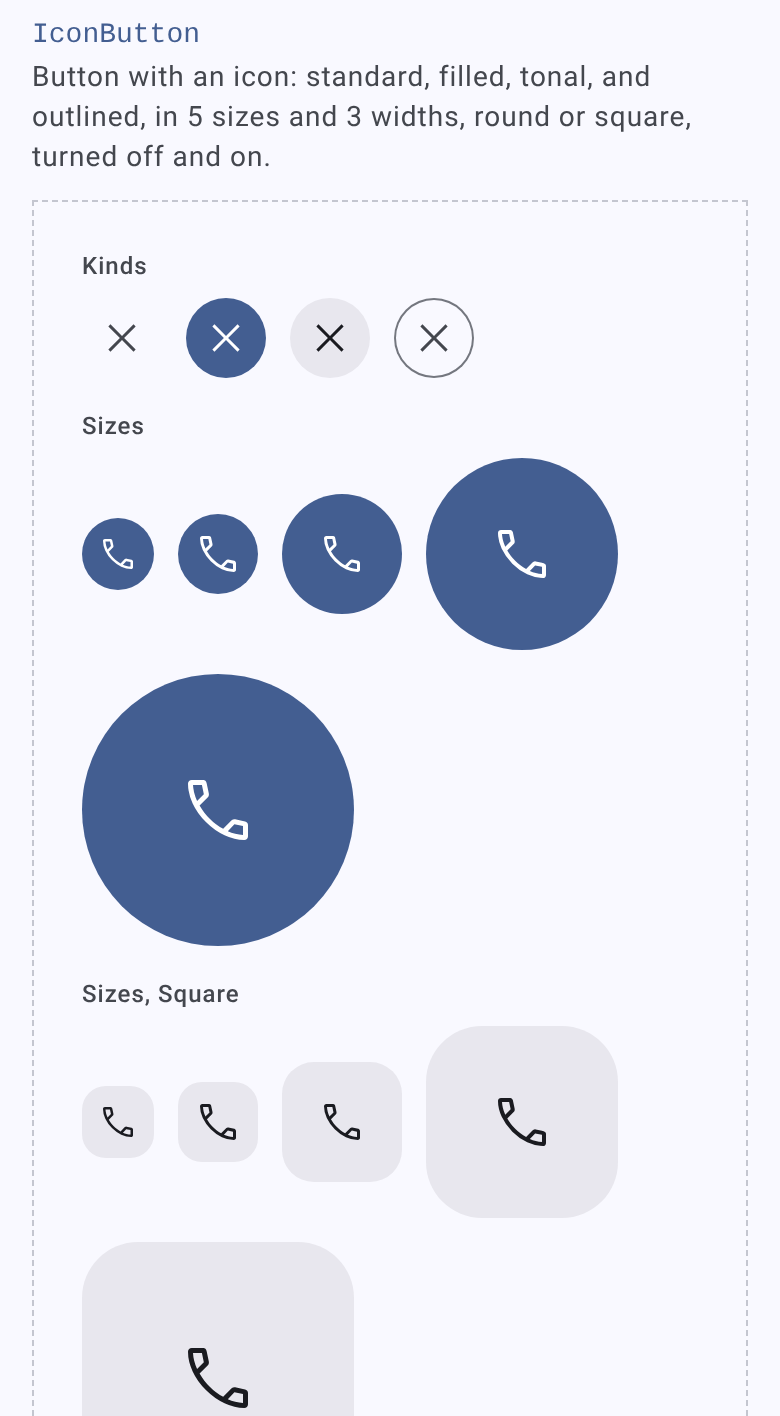 IconButton
Button with an icon: standard, filled, tonal, and
outlined, in 5 sizes and 3 widths, round or square,
turned off and on.
Kinds
Sizes
Sizes, Square